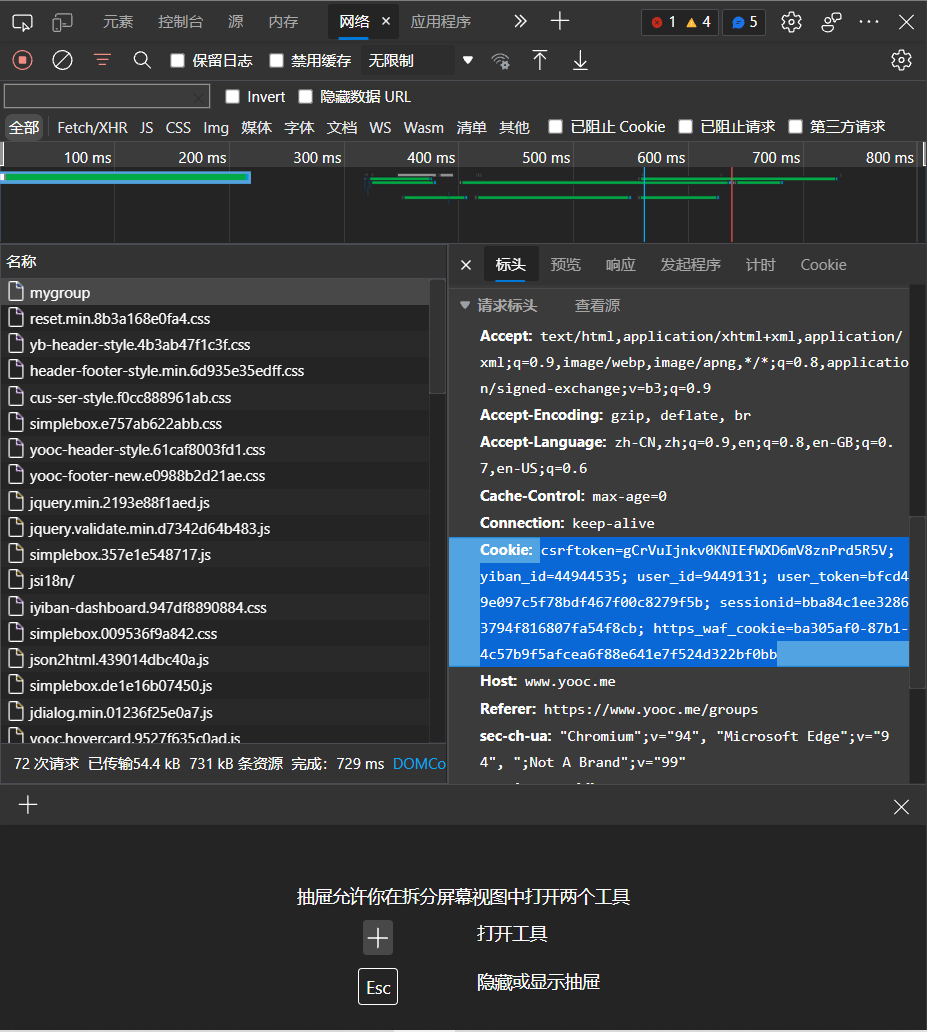 元素 控制台 源 内存 网络 × 应用程序 1 4 5
保留日志 禁用缓存 无限制
Invert 隐藏数据 URL
全部 Fetch/XHR JS CSS Img 媒体 字体 文档 WS Wasm 清单 其他 已阻止 Cookie 已阻止请求 第三方请求
100 ms 200 ms 300 ms 400 ms 500 ms 600 ms 700 ms 800 ms
名称
mygroup
reset.min.8b3a168e0fa4.css
yb-header-style.4b3ab47f1c3f.css
header-footer-style.min.6d935e35edff.css
cus-ser-style.f0cc888961ab.css
simplebox.e757ab622abb.css
yooc-header-style.61caf8003fd1.css
yooc-footer-new.e0988b2d21ae.css
jquery.min.2193e88f1aed.js
jquery.validate.min.d7342d64b483.js
simplebox.357e1e548717.js
jsi18n/
iyiban-dashboard.947df8890884.css
simplebox.009536f9a842.css
json2html.439014dbc40a.js
simplebox.de1e16b07450.js
jdialog.min.01236f25e0a7.js
yooc.hovercard.9527f635c0ad.js
72 次请求 已传输54.4 kB 731 kB 条资源 完成: 729 ms DOMCo
× 标头 预览 响应 发起程序 计时 Cookie
请求标头 查看源
Accept: text/html,application/xhtml+xml,application/
xml;q=0.9,image/webp,image/apng,*/*;q=0.8,applicatio
n/signed-exchange;v=b3;q=0.9
Accept-Encoding: gzip, deflate, br
Accept-Language: zh-CN,zh;q=0.9,en;q=0.8,en-GB;q=0.
7,en-US;q=0.6
Cache-Control: max-age=0
Connection: keep-alive
Cookie: csrftoken=gCrVuIjnkv0KNIEfWXD6mV8znPrd5R5V;
yiban_id=44944535; user_id=9449131; user_token=bfcd4
9e097c5f78bdf467f00c8279f5b; sessionid=bba84c1ee3286
3794f816807fa54f8cb; https_waf_cookie=ba305af0-87b1-
4c57b9f5afcea6f88e641e7f524d322bf0bb
Host: www.yooc.me
Referer: https://www.yooc.me/groups
sec-ch-ua: "Chromium";v="94", "Microsoft Edge";v="9
4", ";Not A Brand";v="99"
抽屉允许你在拆分屏幕视图中打开两个工具
打开工具
Esc 隐藏或显示抽屉